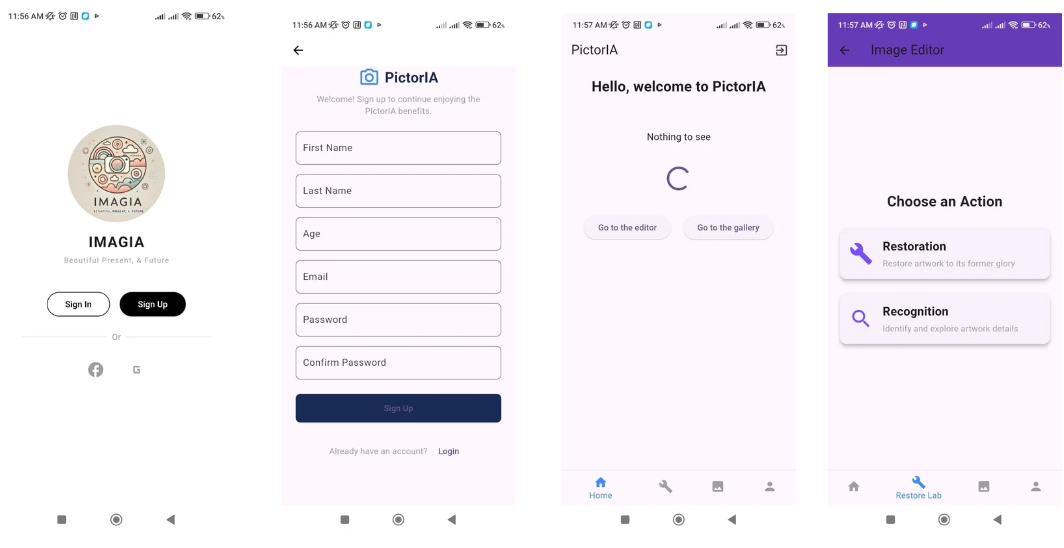 11:56 AM
62%
IMAGIA
BEAUTIFUL PRESENT, & FUTURE
IMAGIA
Beautiful Present, & Future
Sign In
Sign Up
Or
G
11:56 AM
62%
PictorIA
Welcome! Sign up to continue enjoying the
PictorIA benefits.
First Name
Last Name
Age
Email
Password
Confirm Password
Sign Up
Already have an account? Login
11:57 AM
62%
PictorIA
Hello, welcome to PictorIA
Nothing to see
Go to the editor
Go to the gallery
Home
11:57 AM
62%
Image Editor
Choose an Action
Restoration
Restore artwork to its former glory
Recognition
Identify and explore artwork details
Restore Lab